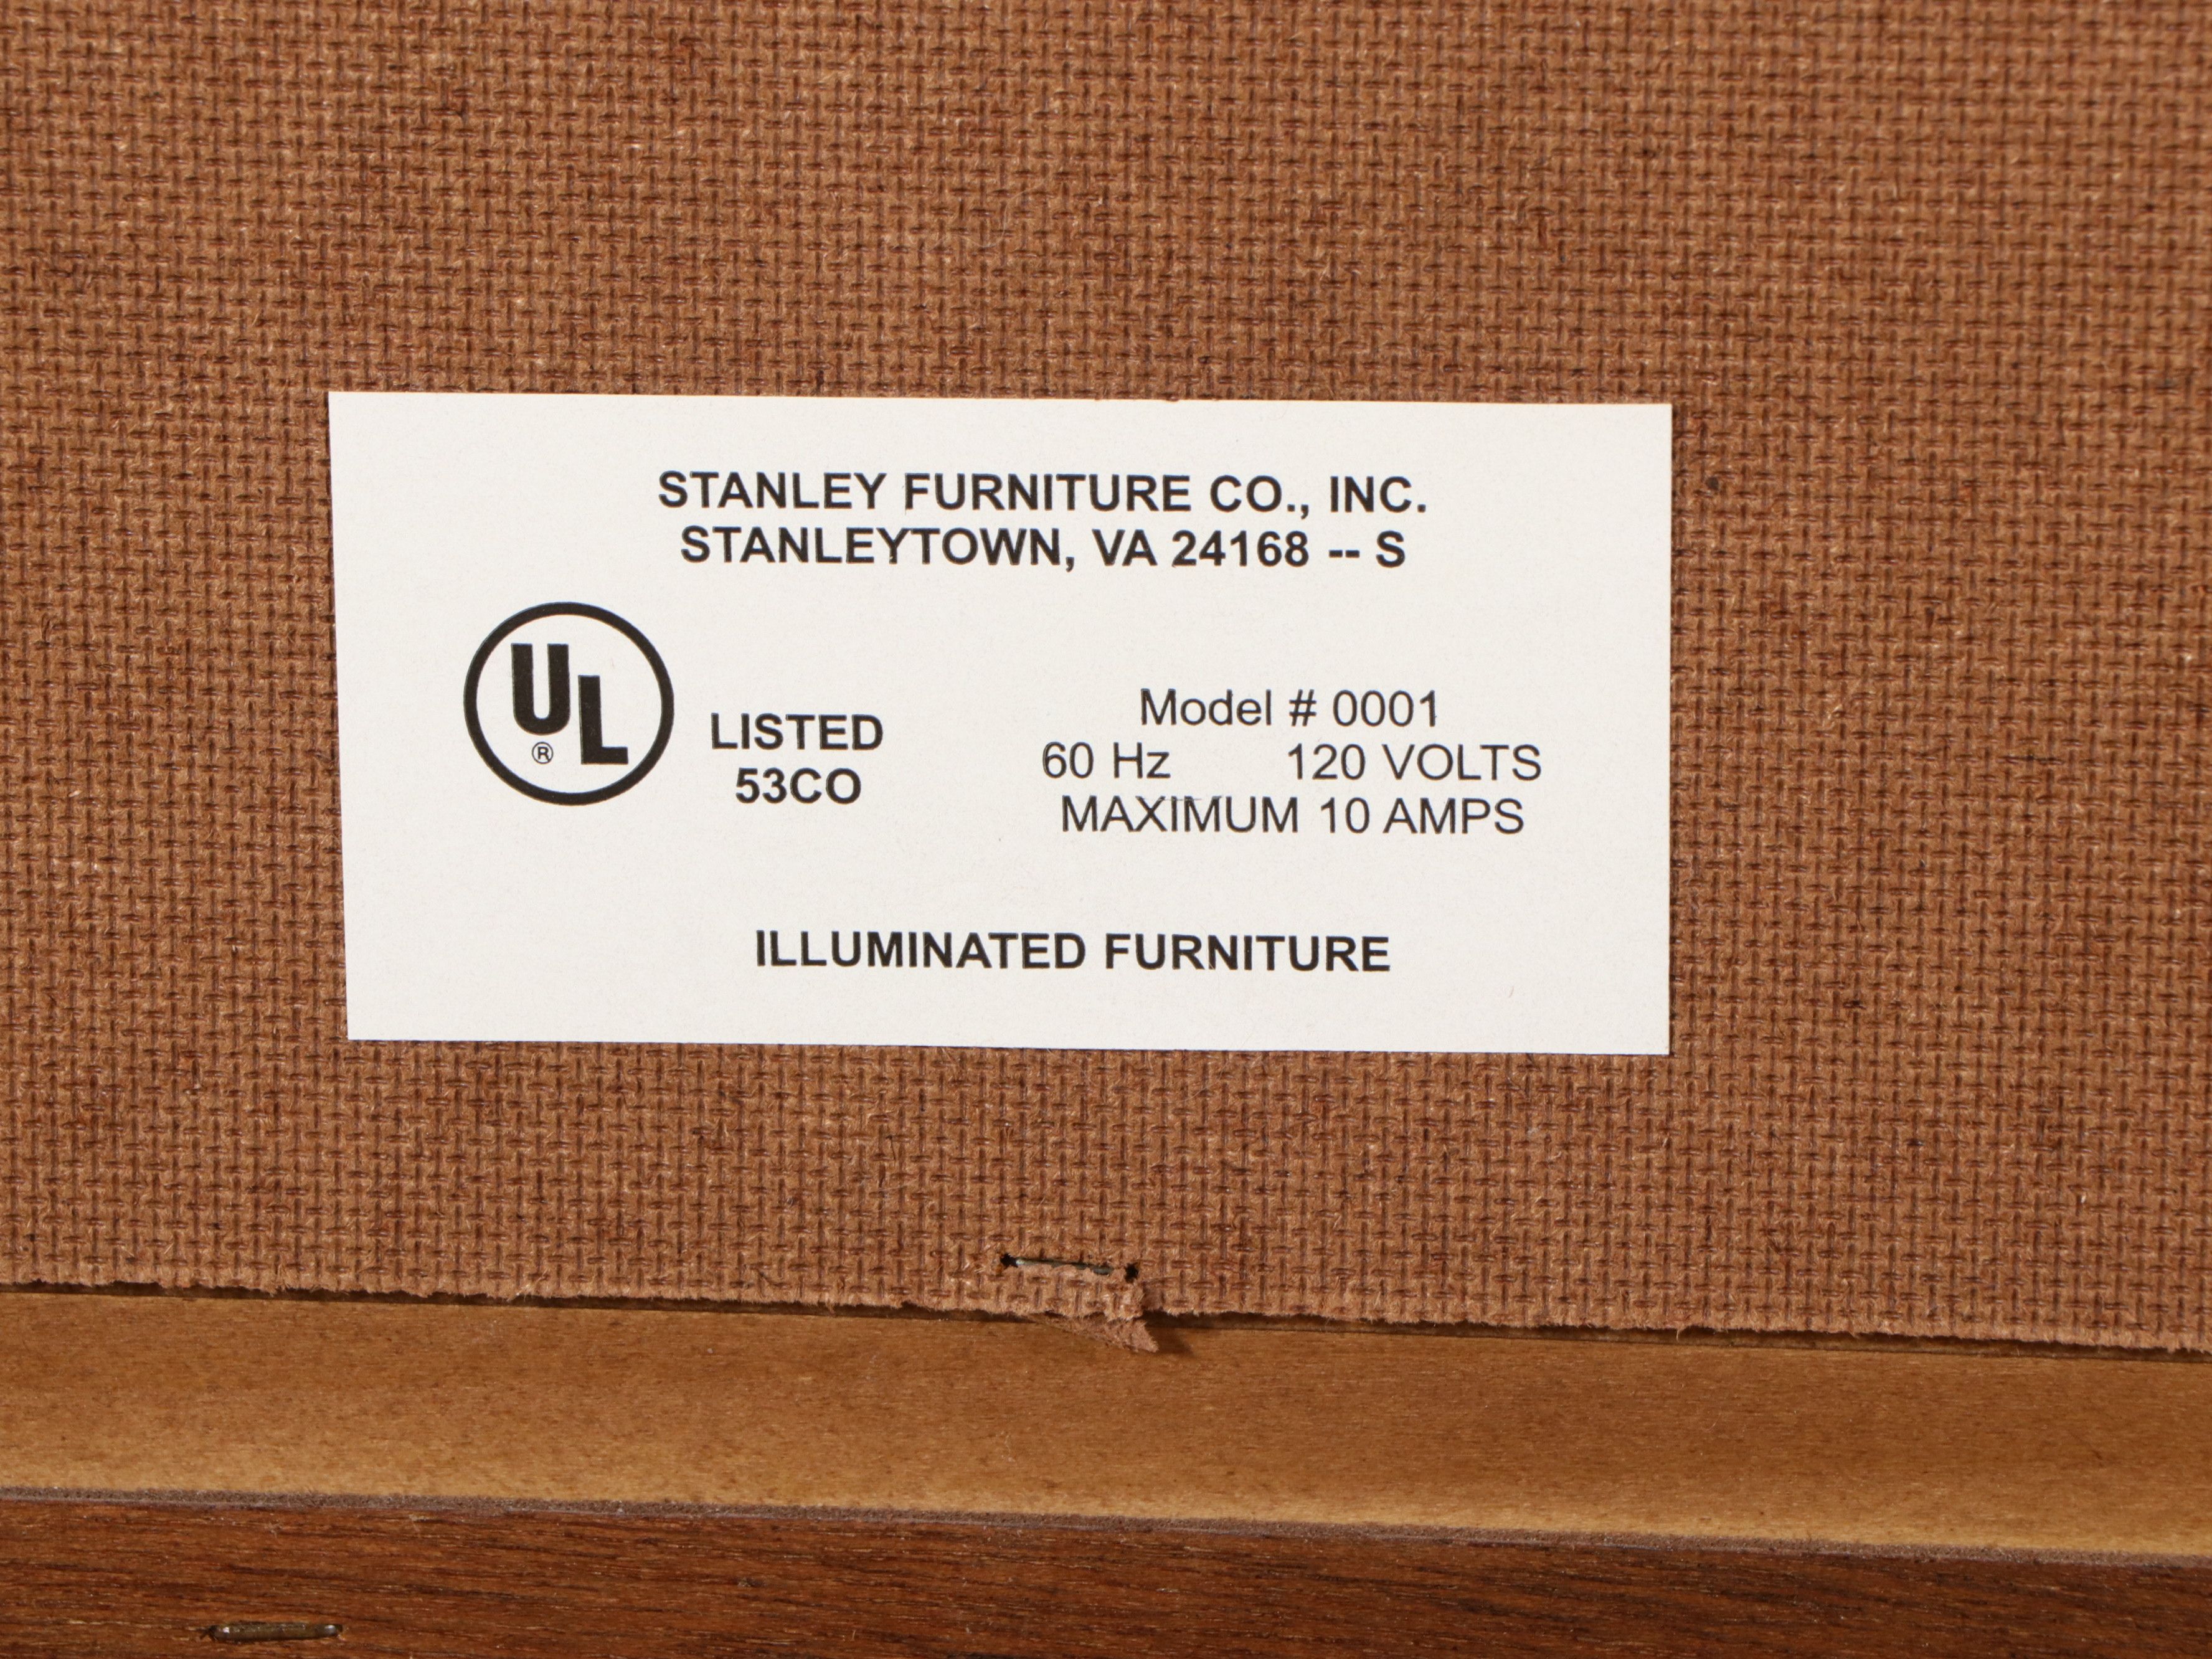 STANLEY FURNITURE CO., INC.
STANLEYTOWN, VA 24168 -- S
UL
®
LISTED
53CO
Model # 0001
60 Hz 120 VOLTS
MAXIMUM 10 AMPS
ILLUMINATED FURNITURE